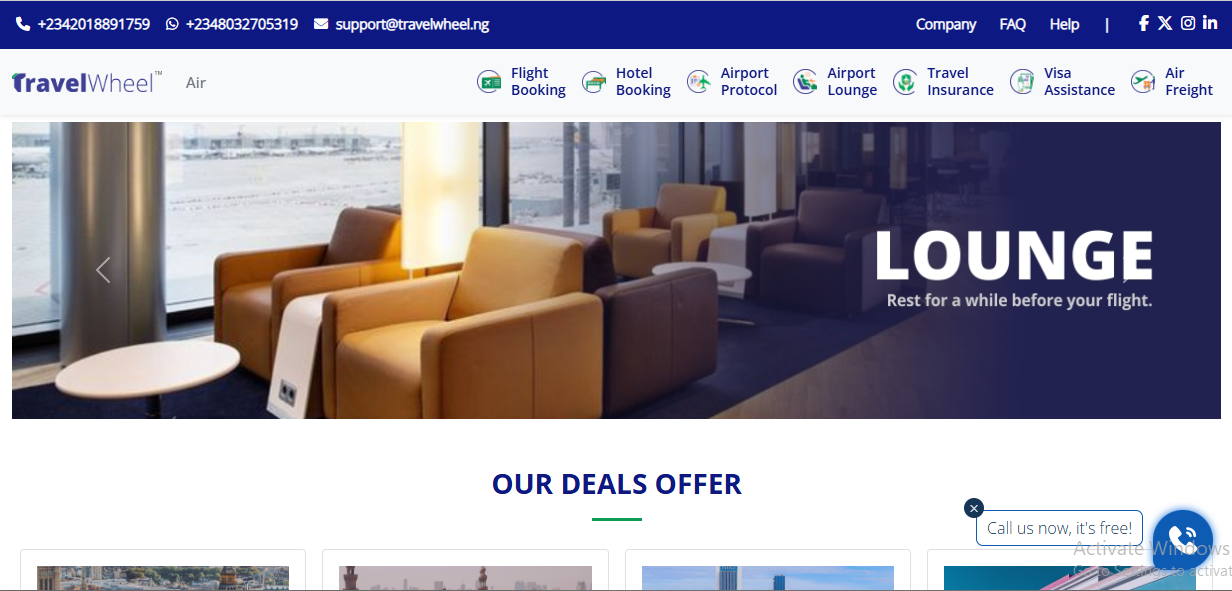 +2342018891759 +2348032705319 support@travelwheel.ng Company FAQ Help |
TravelWheel™ Air
Flight Booking
Hotel Booking
Airport Protocol
Airport Lounge
Travel Insurance
Visa Assistance
Air Freight
LOUNGE
Rest for a while before your flight.
OUR DEALS OFFER
Call us now, it's free!
Activate Windows
Go to Settings to activat